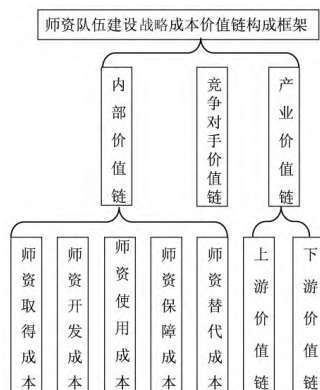 师资队伍建设战略成本价值链构成框架
内部价值链
竞争对手价值链
产业价值链
师资取得成本
师资开发成本
师资使用成本
师资保障成本
师资替代成本
上游价值链
下游价值链